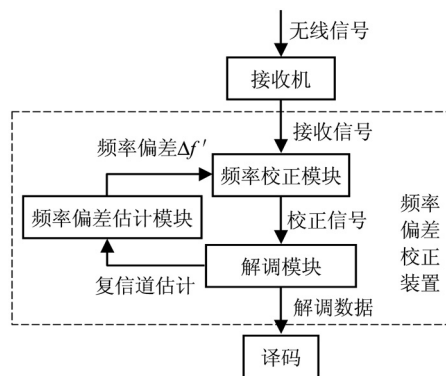 无线信号
接收机
接收信号
频率偏差Δf′
频率校正模块
频率偏差估计模块
校正信号
频率
偏差
校正
装置
解调模块
复信道估计
解调数据
译码